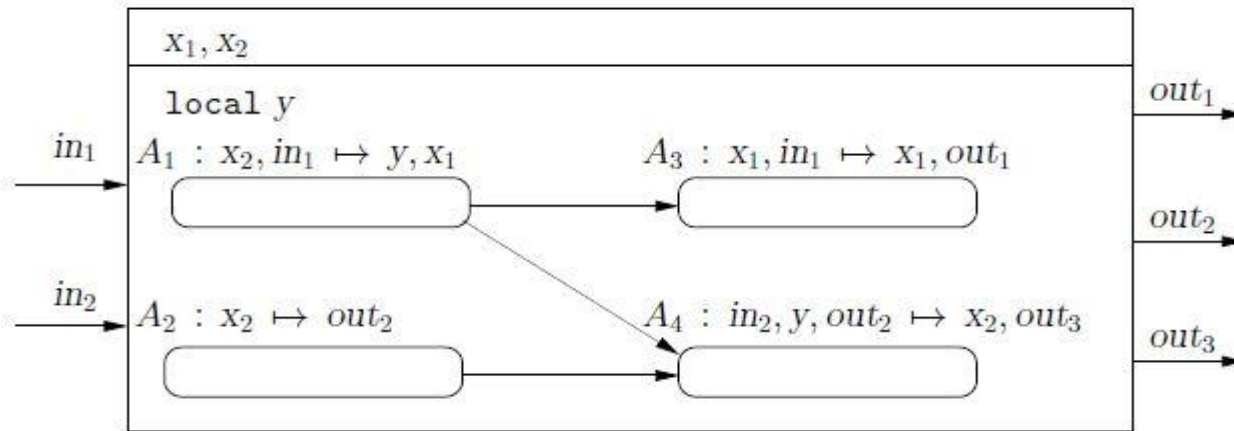 x₁, x₂
local y
in₁
A₁ : x₂, in₁ ↦ y, x₁
A₃ : x₁, in₁ ↦ x₁, out₁
out₁
out₂
in₂
A₂ : x₂ ↦ out₂
A₄ : in₂, y, out₂ ↦ x₂, out₃
out₃